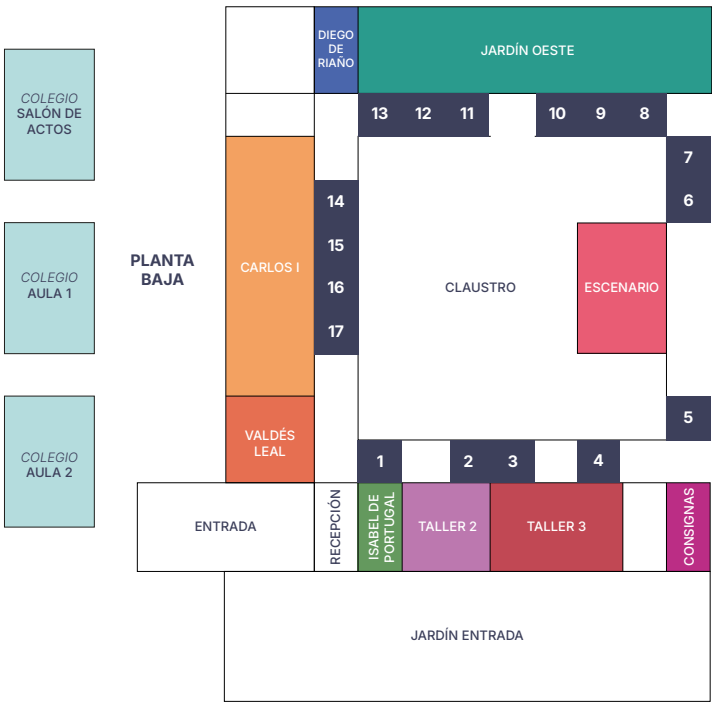 DIEGO
DE
RIAÑO
JARDÍN OESTE
COLEGIO
SALÓN DE
ACTOS
13 12 11 10 9 8
7
6
14
15
16
17
COLEGIO
AULA 1
PLANTA
BAJA
CARLOS I
CLAUSTRO
ESCENARIO
COLEGIO
AULA 2
VALDÉS
LEAL
5
1 2 3 4
ENTRADA
RECEPCIÓN
ISABEL DE
PORTUGAL
TALLER 2
TALLER 3
CONSIGNAS
JARDÍN ENTRADA